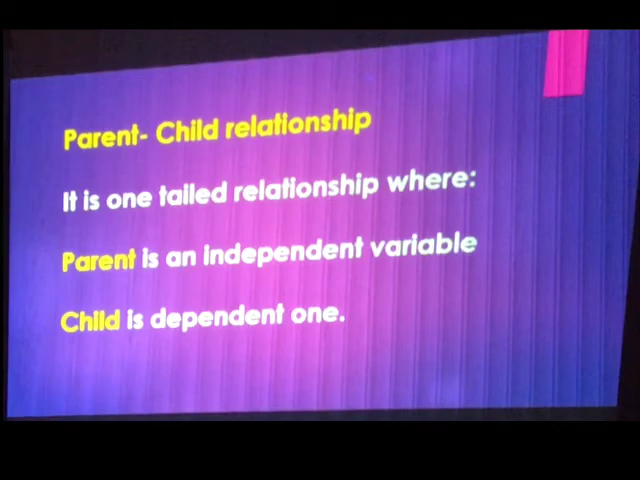 Parent- Child relationship
It is one tailed relationship where:
Parent is an independent variable
Child is dependent one.